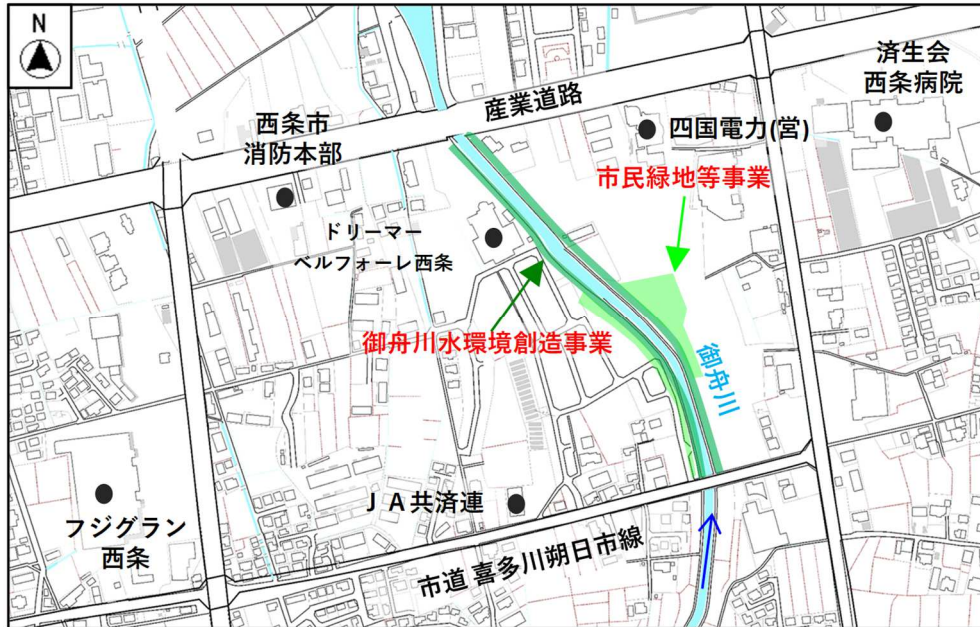 N
産業道路
済生会
西条病院
西条市
消防本部
四国電力(営)
市民緑地等事業
ドリーマー
ベルフォーレ西条
御舟川水環境創造事業
御舟川
JA共済連
フジグラン
西条
市道 喜多川朔日市線